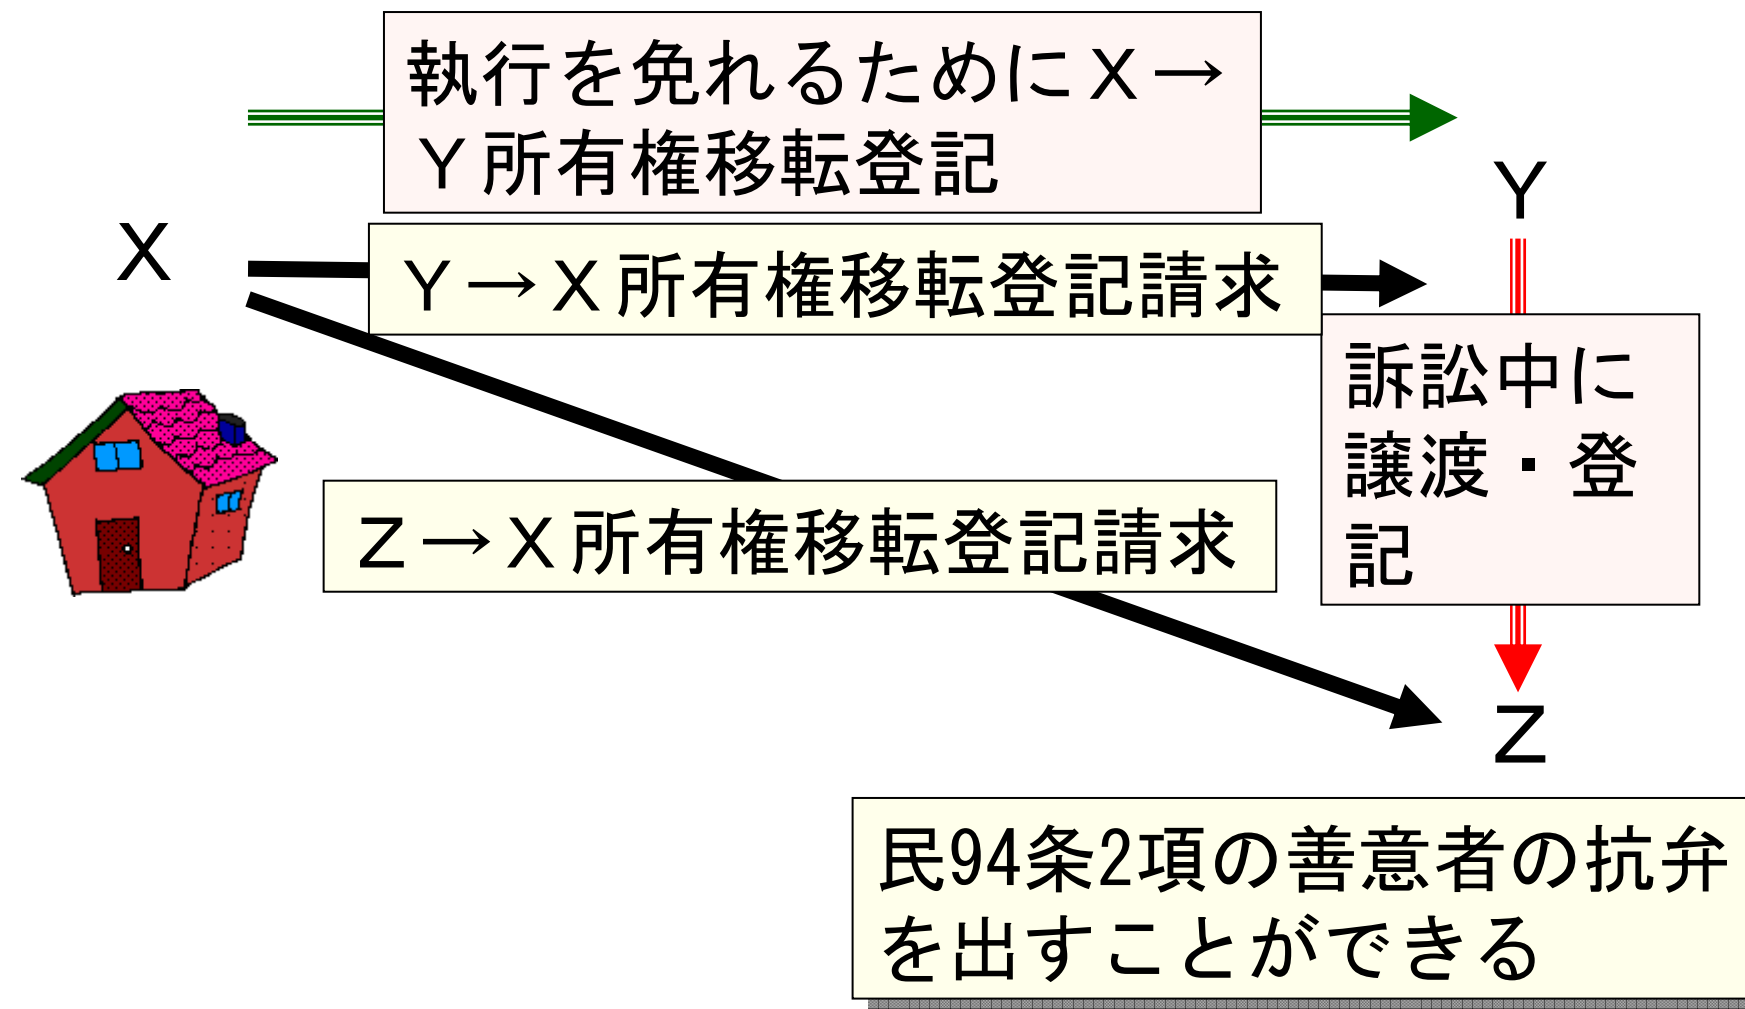 執行を免れるためにＸ→
Ｙ所有権移転登記
Ｙ
Ｘ
Ｙ→Ｘ所有権移転登記請求
訴訟中に
譲渡・登
記
Ｚ→Ｘ所有権移転登記請求
Ｚ
民94条2項の善意者の抗弁
を出すことができる